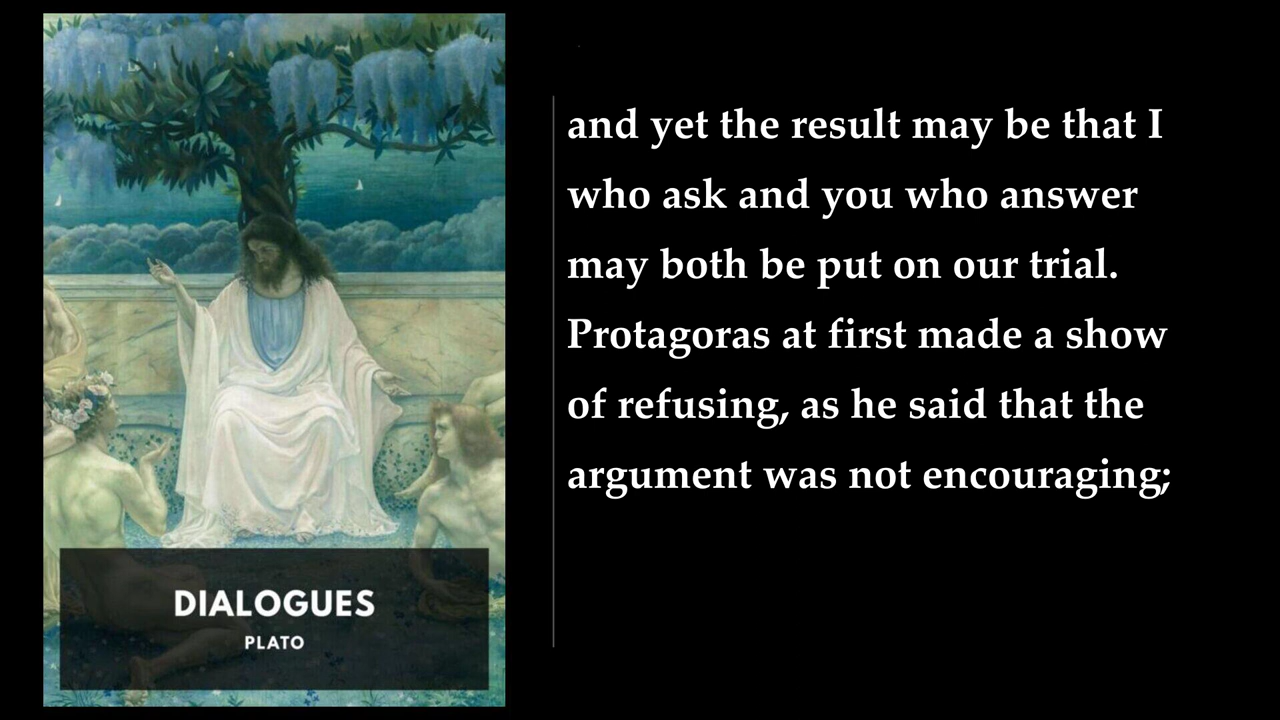 DIALOGUES
PLATO
and yet the result may be that I
who ask and you who answer
may both be put on our trial.
Protagoras at first made a show
of refusing, as he said that the
argument was not encouraging;